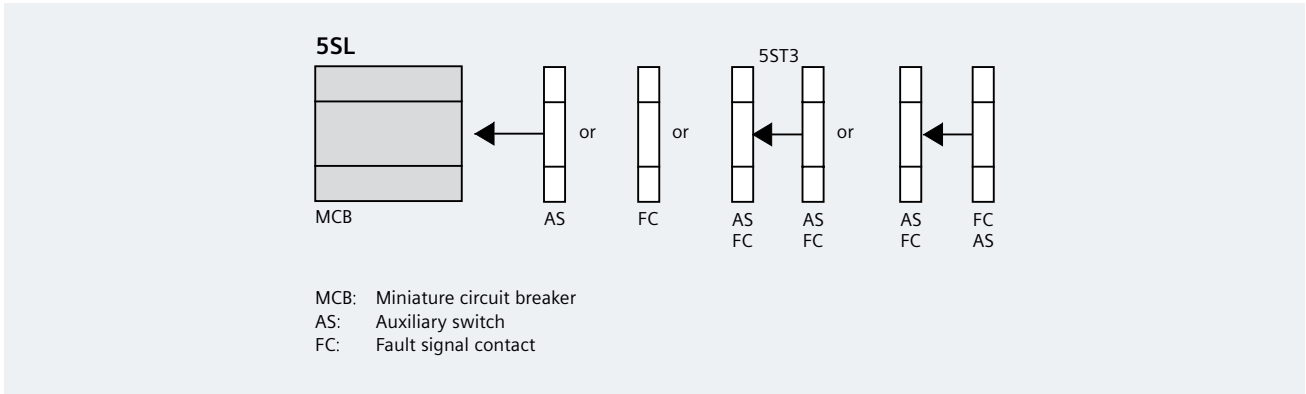 5SL
5ST3
or or or
MCB AS FC AS AS AS FC
FC FC FC AS
MCB: Miniature circuit breaker
AS: Auxiliary switch
FC: Fault signal contact